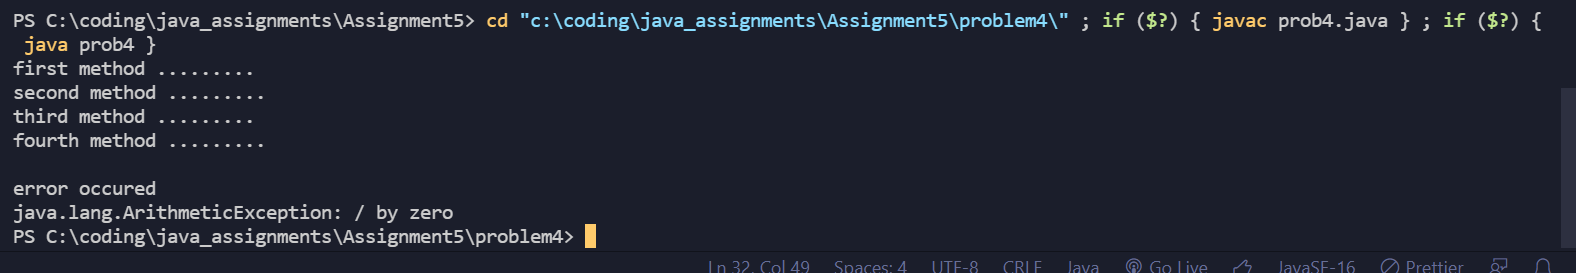 PS C:\coding\java_assignments\Assignment5> cd "c:\coding\java_assignments\Assignment5\problem4\" ; if ($?) { javac prob4.java } ; if ($?) {
 java prob4 }
first method .........
second method .........
third method .........
fourth method .........

error occured
java.lang.ArithmeticException: / by zero
PS C:\coding\java_assignments\Assignment5\problem4>
Ln 32, Col 49 Spaces: 4 UTF-8 CRLF Java Go Live JavaSE-16 Prettier